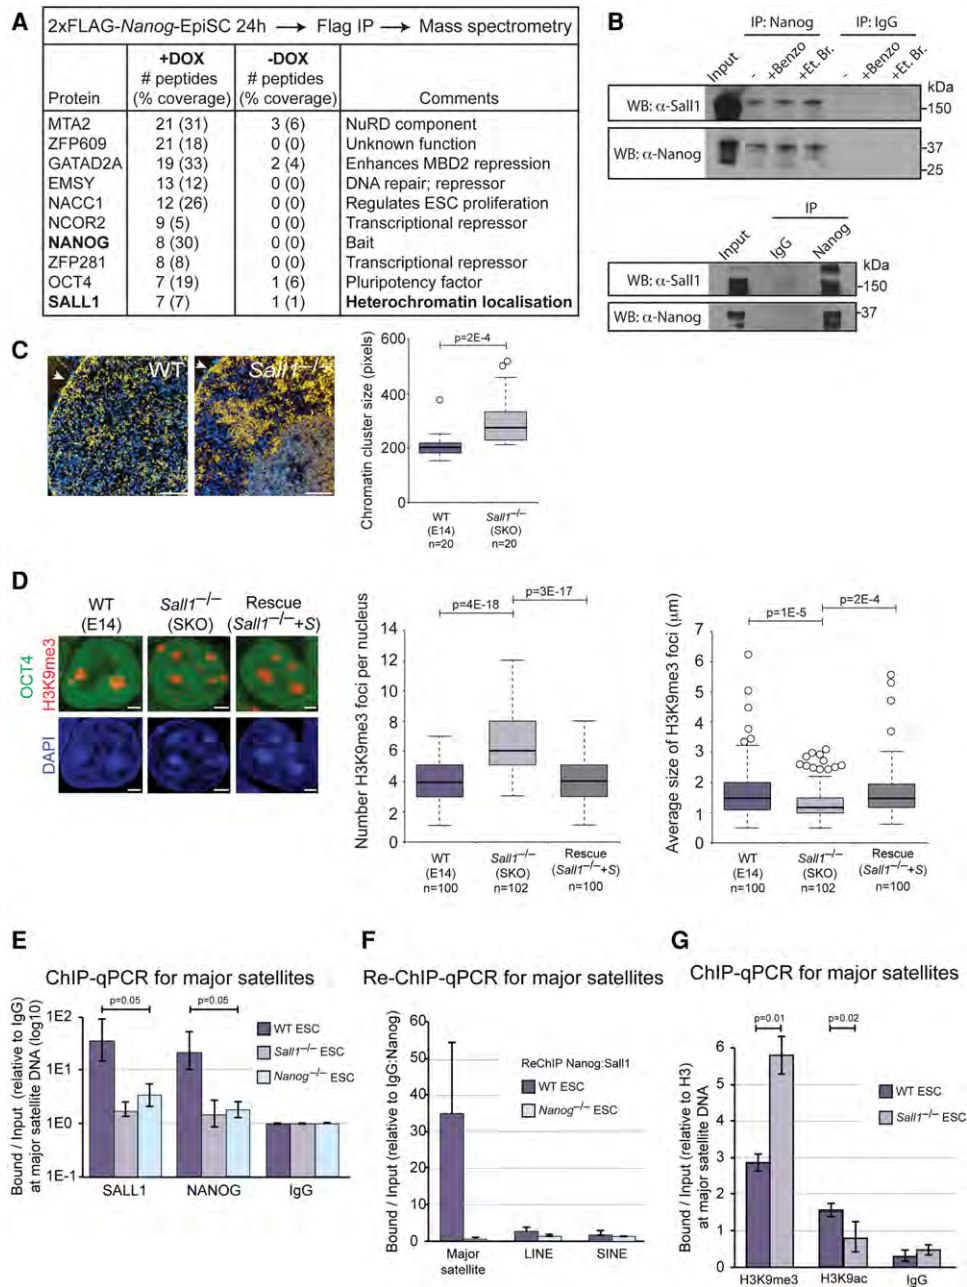 A
2xFLAG-Nanog-EpiSC 24h → Flag IP → Mass spectrometry
+DOX -DOX
# peptides # peptides
Protein (% coverage) (% coverage) Comments
MTA2 21 (31) 3 (6) NuRD component
ZFP609 21 (18) 0 (0) Unknown function
GATAD2A 19 (33) 2 (4) Enhances MBD2 repression
EMSY 13 (12) 0 (0) DNA repair; repressor
NACC1 12 (26) 0 (0) Regulates ESC proliferation
NCOR2 9 (5) 0 (0) Transcriptional repressor
NANOG 8 (30) 0 (0) Bait
ZFP281 8 (8) 0 (0) Transcriptional repressor
OCT4 7 (19) 1 (6) Pluripotency factor
SALL1 7 (7) 1 (1) Heterochromatin localisation
B
IP: Nanog IP: IgG
Input - +Benzo +Et. Br. - +Benzo +Et. Br.
kDa
WB: α-Sall1 -150
WB: α-Nanog -37
-25
IP
Input IgG Nanog
kDa
WB: α-Sall1 -150
WB: α-Nanog -37
C
WT
Sall1–/–
Chromatin cluster size (pixels)
600
400
200
0
p=2E-4
WT Sall1–/–
(E14) (SKO)
n=20 n=20
D
WT Sall1–/– Rescue
(E14) (SKO) (Sall1–/–+S)
OCT4
H3K9me3
DAPI
Number H3K9me3 foci per nucleus
14
12
10
8
6
4
2
0
p=4E-18
p=3E-17
WT Sall1–/– Rescue
(E14) (SKO) (Sall1–/–+S)
n=100 n=102 n=100
Average size of H3K9me3 foci (μm)
7
6
5
4
3
2
1
0
p=1E-5
p=2E-4
WT Sall1–/– Rescue
(E14) (SKO) (Sall1–/–+S)
n=100 n=102 n=100
E
ChIP-qPCR for major satellites
Bound / Input (relative to IgG)
at major satellite DNA (log10)
1E2
1E1
1E0
1E-1
p=0.05
p=0.05
WT ESC
Sall1–/– ESC
Nanog–/– ESC
SALL1 NANOG IgG
F
Re-ChIP-qPCR for major satellites
Bound / Input (relative to IgG:Nanog)
60
50
40
30
20
10
0
ReChIP Nanog:Sall1
WT ESC
Nanog–/– ESC
Major LINE SINE
satellite
G
ChIP-qPCR for major satellites
Bound / Input (relative to H3)
at major satellite DNA
6
5
4
3
2
1
0
p=0.01
p=0.02
WT ESC
Sall1–/– ESC
H3K9me3 H3K9ac IgG